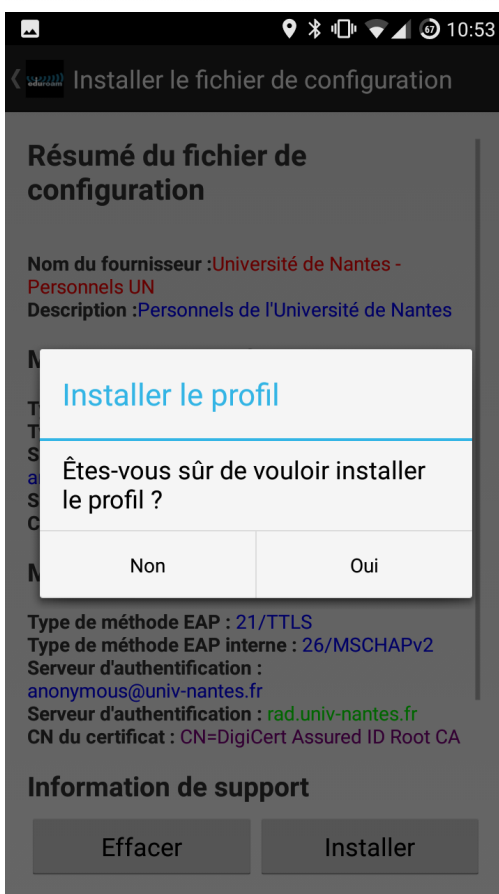 67 10:53
eduroam Installer le fichier de configuration
Résumé du fichier de
configuration
Nom du fournisseur :Université de Nantes -
Personnels UN
Description :Personnels de l'Université de Nantes
Installer le profil
Êtes-vous sûr de vouloir installer
le profil ?
Non Oui
Type de méthode EAP : 21/TTLS
Type de méthode EAP interne : 26/MSCHAPv2
Serveur d'authentification :
anonymous@univ-nantes.fr
Serveur d'authentification : rad.univ-nantes.fr
CN du certificat : CN=DigiCert Assured ID Root CA
Information de support
Effacer Installer